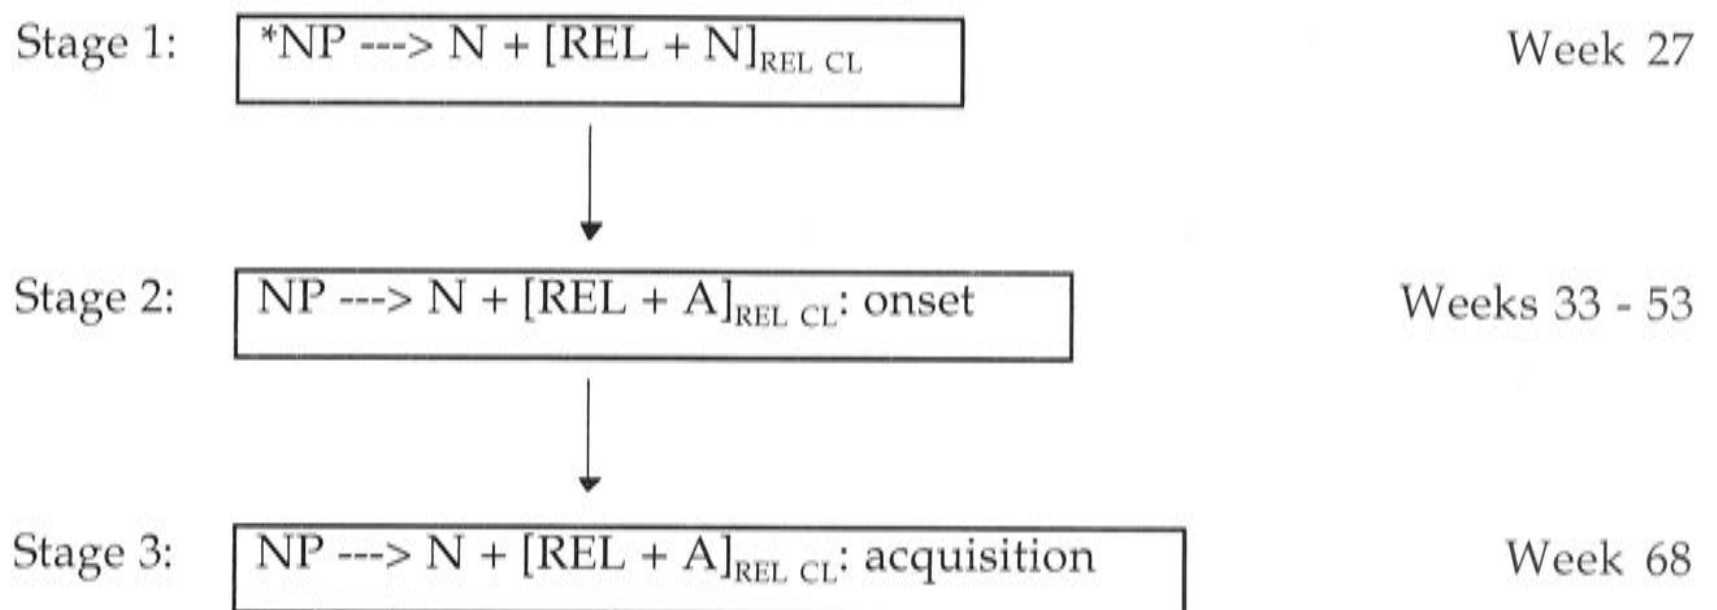 Stage 1: *NP ---> N + [REL + N]REL CL Week 27
Stage 2: NP ---> N + [REL + A]REL CL: onset Weeks 33 - 53
Stage 3: NP ---> N + [REL + A]REL CL: acquisition Week 68